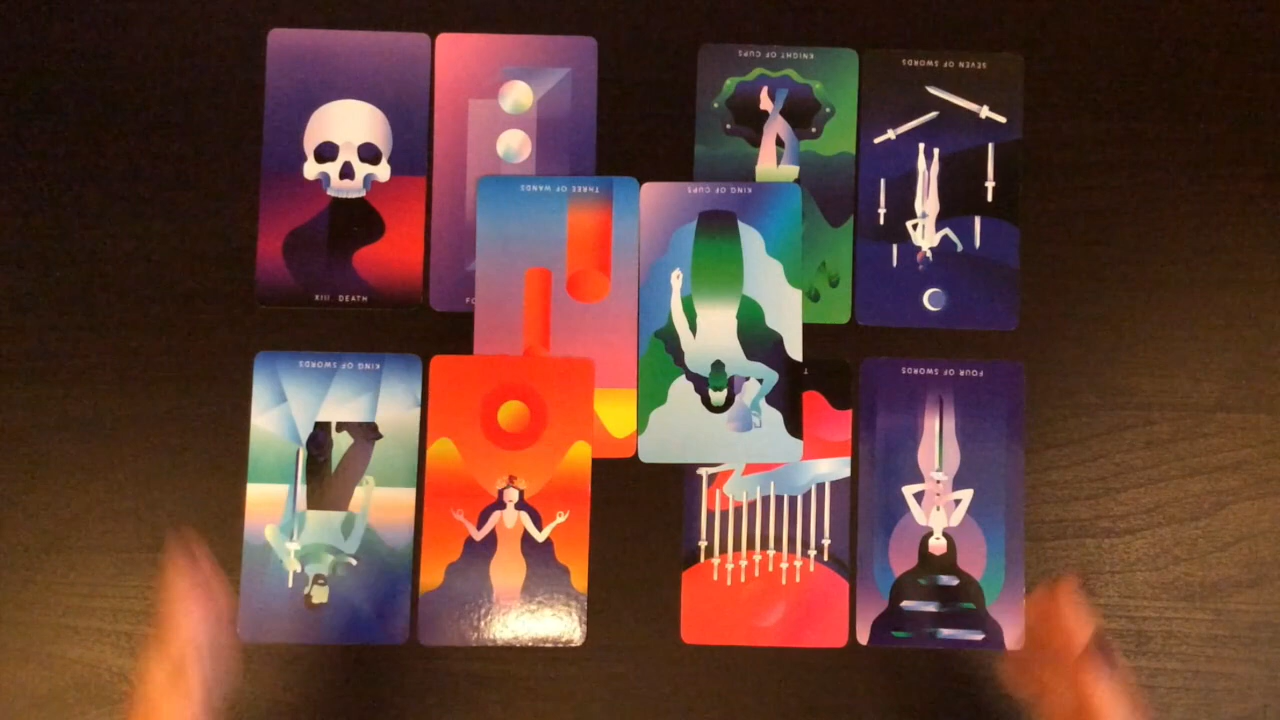 KNIGHT OF CUPS
SEVEN OF SWORDS
THREE OF WANDS
KING OF CUPS
XIII. DEATH
FO
KING OF SWORDS
T
FOUR OF SWORDS